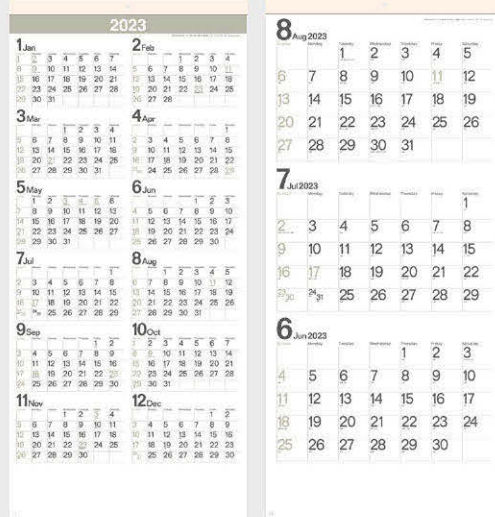 2023
1 Jan
1 2 3 4 5 6 7
8 9 10 11 12 13 14
15 16 17 18 19 20 21
22 23 24 25 26 27 28
29 30 31
2 Feb
1 2 3 4
5 6 7 8 9 10 11
12 13 14 15 16 17 18
19 20 21 22 23 24 25
26 27 28
3 Mar
1 2 3 4
5 6 7 8 9 10 11
12 13 14 15 16 17 18
19 20 21 22 23 24 25
26 27 28 29 30 31
4 Apr
1
2 3 4 5 6 7 8
9 10 11 12 13 14 15
16 17 18 19 20 21 22
5 May
1 2 3 4 5 6
7 8 9 10 11 12 13
14 15 16 17 18 19 20
21 22 23 24 25 26 27
28 29 30 31
6 Jun
1 2 3
4 5 6 7 8 9 10
11 12 13 14 15 16 17
18 19 20 21 22 23 24
25 26 27 28 29 30
7 Jul
1
2 3 4 5 6 7 8
9 10 11 12 13 14 15
16 17 18 19 20 21 22
25 26 27 28 29
8 Aug
1 2 3 4 5
6 7 8 9 10 11 12
13 14 15 16 17 18 19
20 21 22 23 24 25 26
27 28 29 30 31
9 Sep
1 2
3 4 5 6 7 8 9
10 11 12 13 14 15 16
17 18 19 20 21 22 23
24 25 26 27 28 29 30
10 Oct
1 2 3 4 5 6 7
8 9 10 11 12 13 14
15 16 17 18 19 20 21
22 23 24 25 26 27 28
29 30 31
11 Nov
1 2 3 4
5 6 7 8 9 10 11
12 13 14 15 16 17 18
19 20 21 22 23 24 25
26 27 28 29 30
12 Dec
1 2
3 4 5 6 7 8 9
10 11 12 13 14 15 16
17 18 19 20 21 22 23
25 26 27 28 29 30
8 Aug 2023
Monday Tuesday Wednesday Thursday Friday Saturday
1 2 3 4 5
6 7 8 9 10 11 12
13 14 15 16 17 18 19
20 21 22 23 24 25 26
27 28 29 30 31
7 Jul 2023
Monday Tuesday Wednesday Thursday Friday Saturday
1
2 3 4 5 6 7 8
9 10 11 12 13 14 15
16 17 18 19 20 21 22
23/30 24/31 25 26 27 28 29
6 Jun 2023
Monday Tuesday Wednesday Thursday Friday Saturday
1 2 3
4 5 6 7 8 9 10
11 12 13 14 15 16 17
18 19 20 21 22 23 24
25 26 27 28 29 30